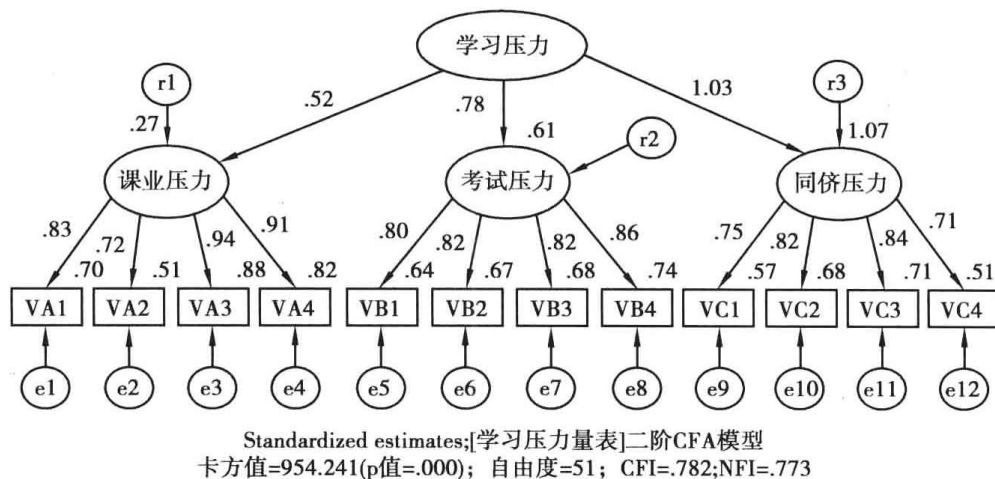 学习压力
r1
.52
.78
1.03
r3
.27
.61
r2
1.07
课业压力
考试压力
同侪压力
.83
.72
.94
.91
.80
.82
.82
.86
.75
.82
.84
.71
.70
.51
.88
.82
.64
.67
.68
.74
.57
.68
.71
.51
VA1
VA2
VA3
VA4
VB1
VB2
VB3
VB4
VC1
VC2
VC3
VC4
e1
e2
e3
e4
e5
e6
e7
e8
e9
e10
e11
e12
Standardized estimates;[学习压力量表]二阶CFA模型
卡方值=954.241(p值=.000); 自由度=51; CFI=.782;NFI=.773